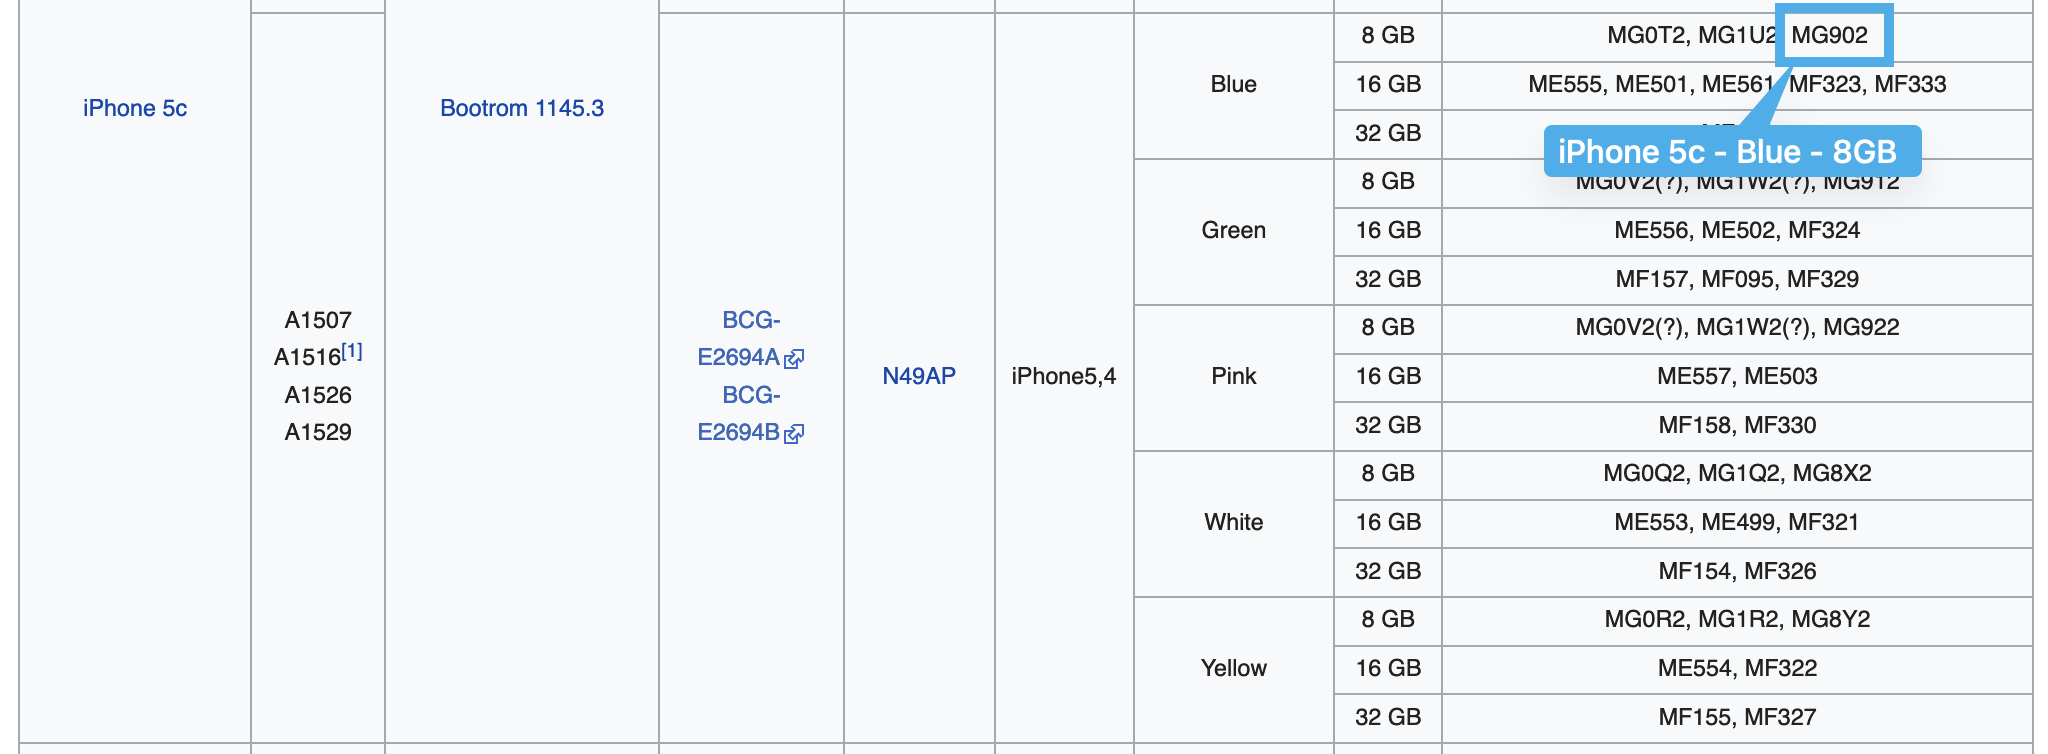 iPhone 5c
A1507
A1516[1]
A1526
A1529
Bootrom 1145.3
BCG-
E2694A
BCG-
E2694B
N49AP
iPhone5,4
Blue
8 GB
MG0T2, MG1U2 MG902
16 GB
ME555, ME501, ME561, MF323, MF333
32 GB
iPhone 5c - Blue - 8GB
Green
8 GB
MG0V2(?), MG1W2(?), MG912
16 GB
ME556, ME502, MF324
32 GB
MF157, MF095, MF329
Pink
8 GB
MG0V2(?), MG1W2(?), MG922
16 GB
ME557, ME503
32 GB
MF158, MF330
White
8 GB
MG0Q2, MG1Q2, MG8X2
16 GB
ME553, ME499, MF321
32 GB
MF154, MF326
Yellow
8 GB
MG0R2, MG1R2, MG8Y2
16 GB
ME554, MF322
32 GB
MF155, MF327